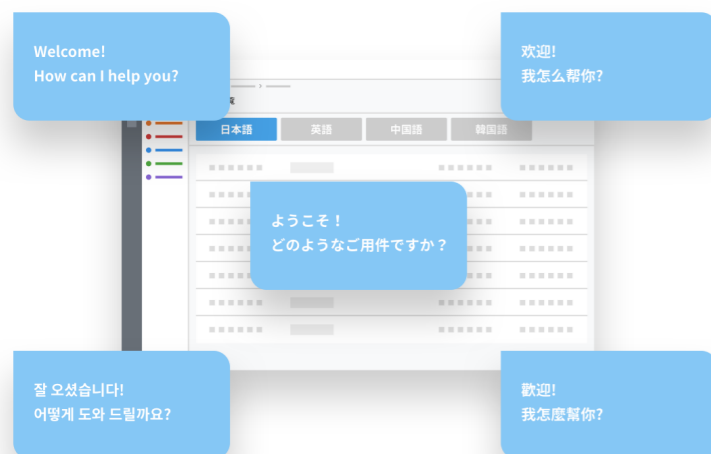 Welcome!
How can I help you?
欢迎!
我怎么帮你?
日本語
英語
中国語
韓国語
ようこそ！
どのようなご用件ですか？
잘 오셨습니다!
어떻게 도와 드릴까요?
歡迎!
我怎麼幫你?